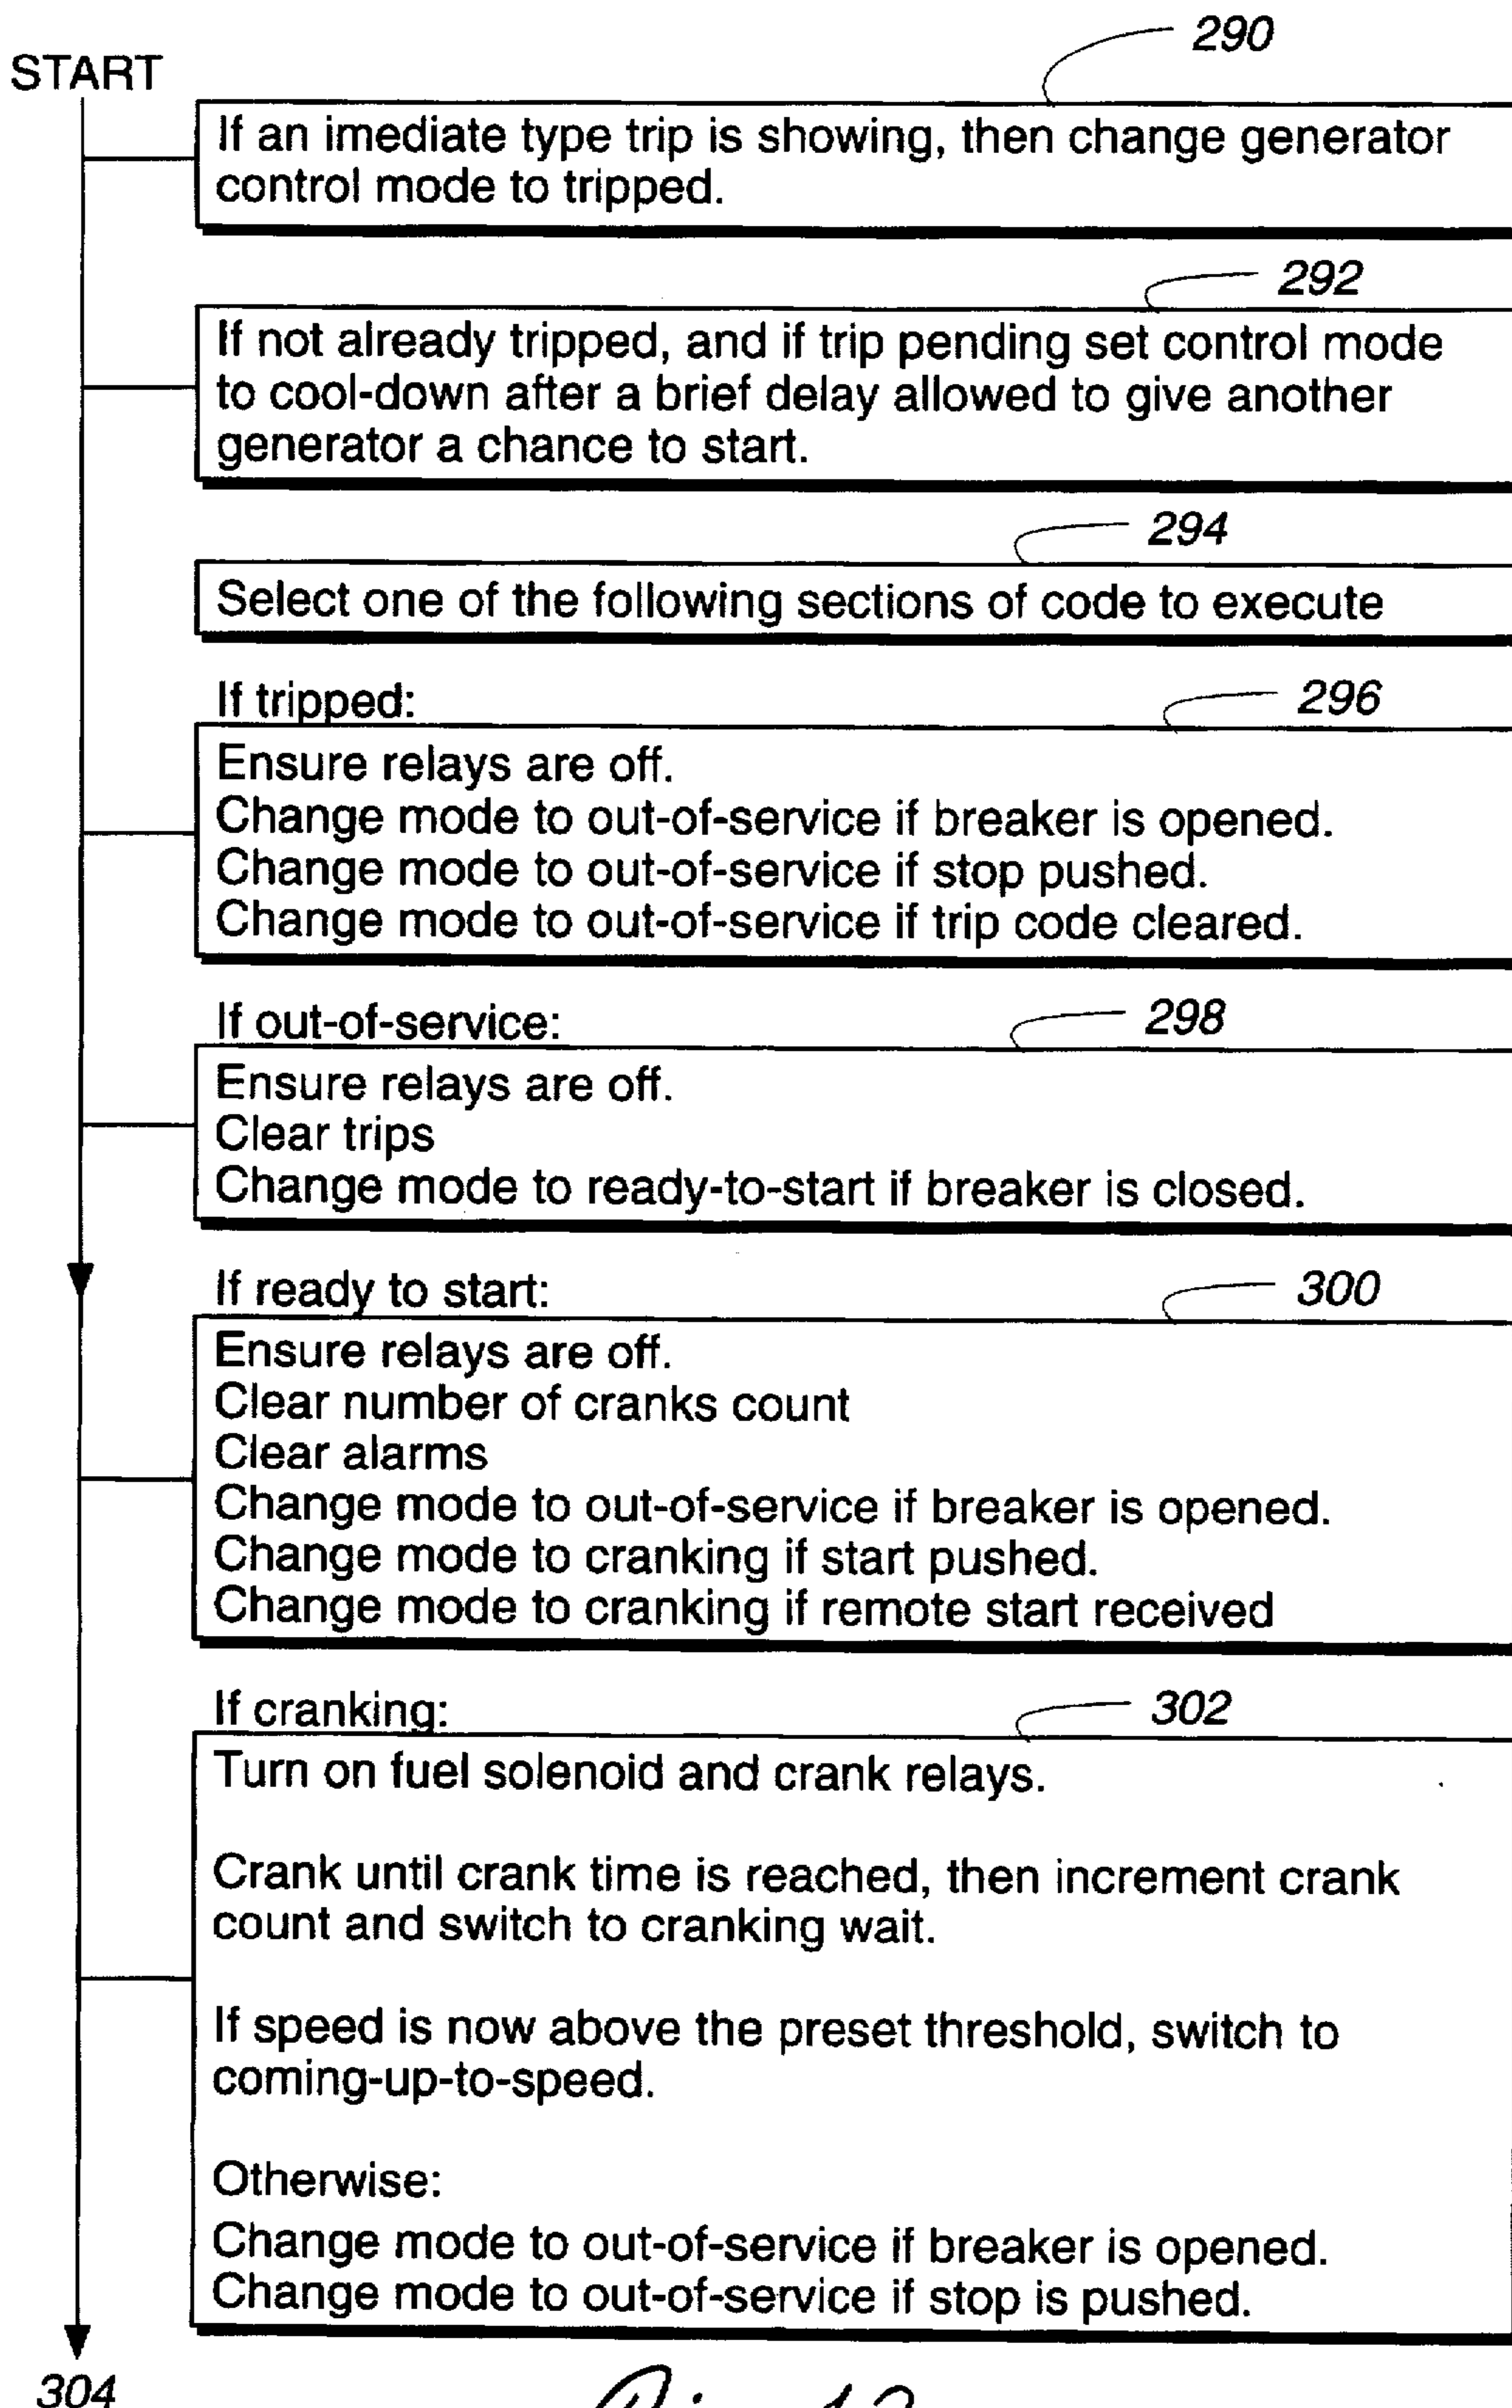 290
START
If an imediate type trip is showing, then change generator
control mode to tripped.
292
If not already tripped, and if trip pending set control mode
to cool-down after a brief delay allowed to give another
generator a chance to start.
294
Select one of the following sections of code to execute
If tripped:
296
Ensure relays are off.
Change mode to out-of-service if breaker is opened.
Change mode to out-of-service if stop pushed.
Change mode to out-of-service if trip code cleared.
If out-of-service:
298
Ensure relays are off.
Clear trips
Change mode to ready-to-start if breaker is closed.
If ready to start:
300
Ensure relays are off.
Clear number of cranks count
Clear alarms
Change mode to out-of-service if breaker is opened.
Change mode to cranking if start pushed.
Change mode to cranking if remote start received
If cranking:
302
Turn on fuel solenoid and crank relays.
Crank until crank time is reached, then increment crank
count and switch to cranking wait.
If speed is now above the preset threshold, switch to
coming-up-to-speed.
Otherwise:
Change mode to out-of-service if breaker is opened.
Change mode to out-of-service if stop is pushed.
304